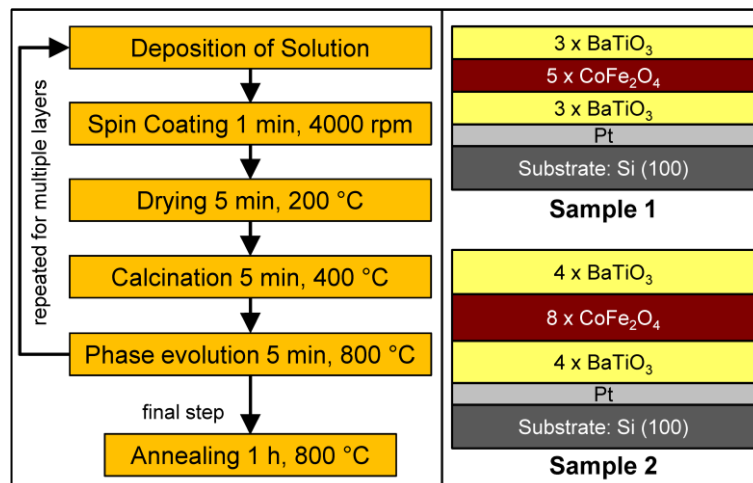 Deposition of Solution
Spin Coating 1 min, 4000 rpm
Drying 5 min, 200 °C
Calcination 5 min, 400 °C
Phase evolution 5 min, 800 °C
repeated for multiple layers
final step
Annealing 1 h, 800 °C
3 x BaTiO₃
5 x CoFe₂O₄
3 x BaTiO₃
Pt
Substrate: Si (100)
Sample 1
4 x BaTiO₃
8 x CoFe₂O₄
4 x BaTiO₃
Pt
Substrate: Si (100)
Sample 2